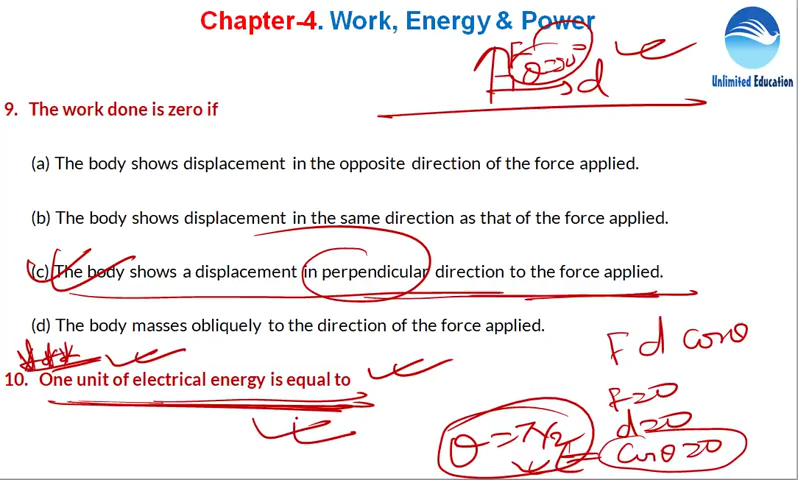 Chapter-4. Work, Energy & Power
Unlimited Education
F
θ=90°
d
9. The work done is zero if
(a) The body shows displacement in the opposite direction of the force applied.
(b) The body shows displacement in the same direction as that of the force applied.
(c) The body shows a displacement in perpendicular direction to the force applied.
(d) The body masses obliquely to the direction of the force applied.
F d cosθ
10. One unit of electrical energy is equal to
F=0
d=0
θ=π/2
cosθ=0